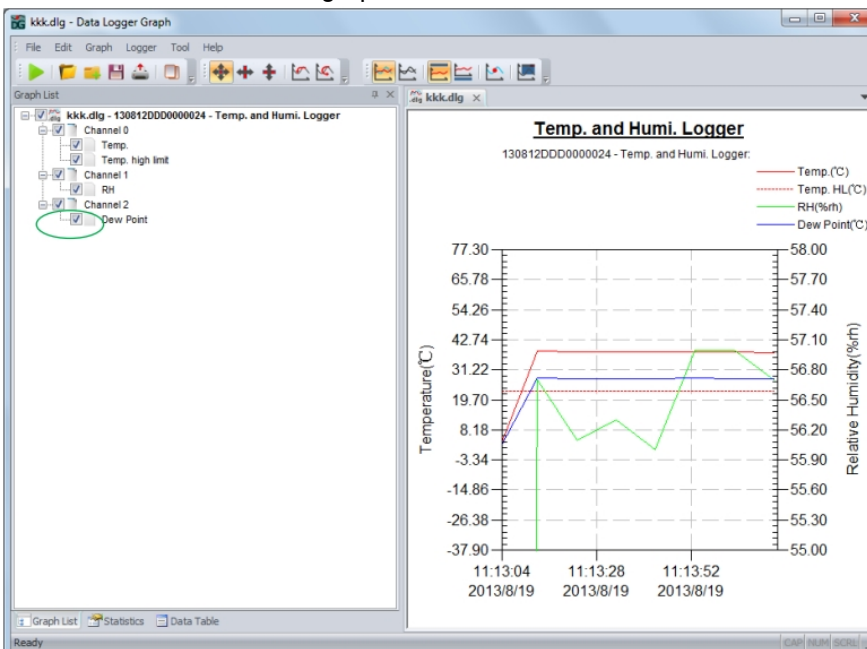 kkk.dlg - Data Logger Graph
File Edit Graph Logger Tool Help
Graph List
kkk.dlg - 130812DDD0000024 - Temp. and Humi. Logger
Channel 0
Temp.
Temp. high limit
Channel 1
RH
Channel 2
Dew Point
Graph List Statistics Data Table
Ready
kkk.dlg
Temp. and Humi. Logger
130812DDD0000024 - Temp. and Humi. Logger:
Temp.(℃)
Temp. HL(℃)
RH(%rh)
Dew Point(℃)
77.30
65.78
54.26
42.74
31.22
19.70
8.18
-3.34
-14.86
-26.38
-37.90
Temperature(℃)
58.00
57.70
57.40
57.10
56.80
56.50
56.20
55.90
55.60
55.30
55.00
Relative Humidity(%rh)
11:13:04 11:13:28 11:13:52
2013/8/19 2013/8/19 2013/8/19
CAP NUM SCRL